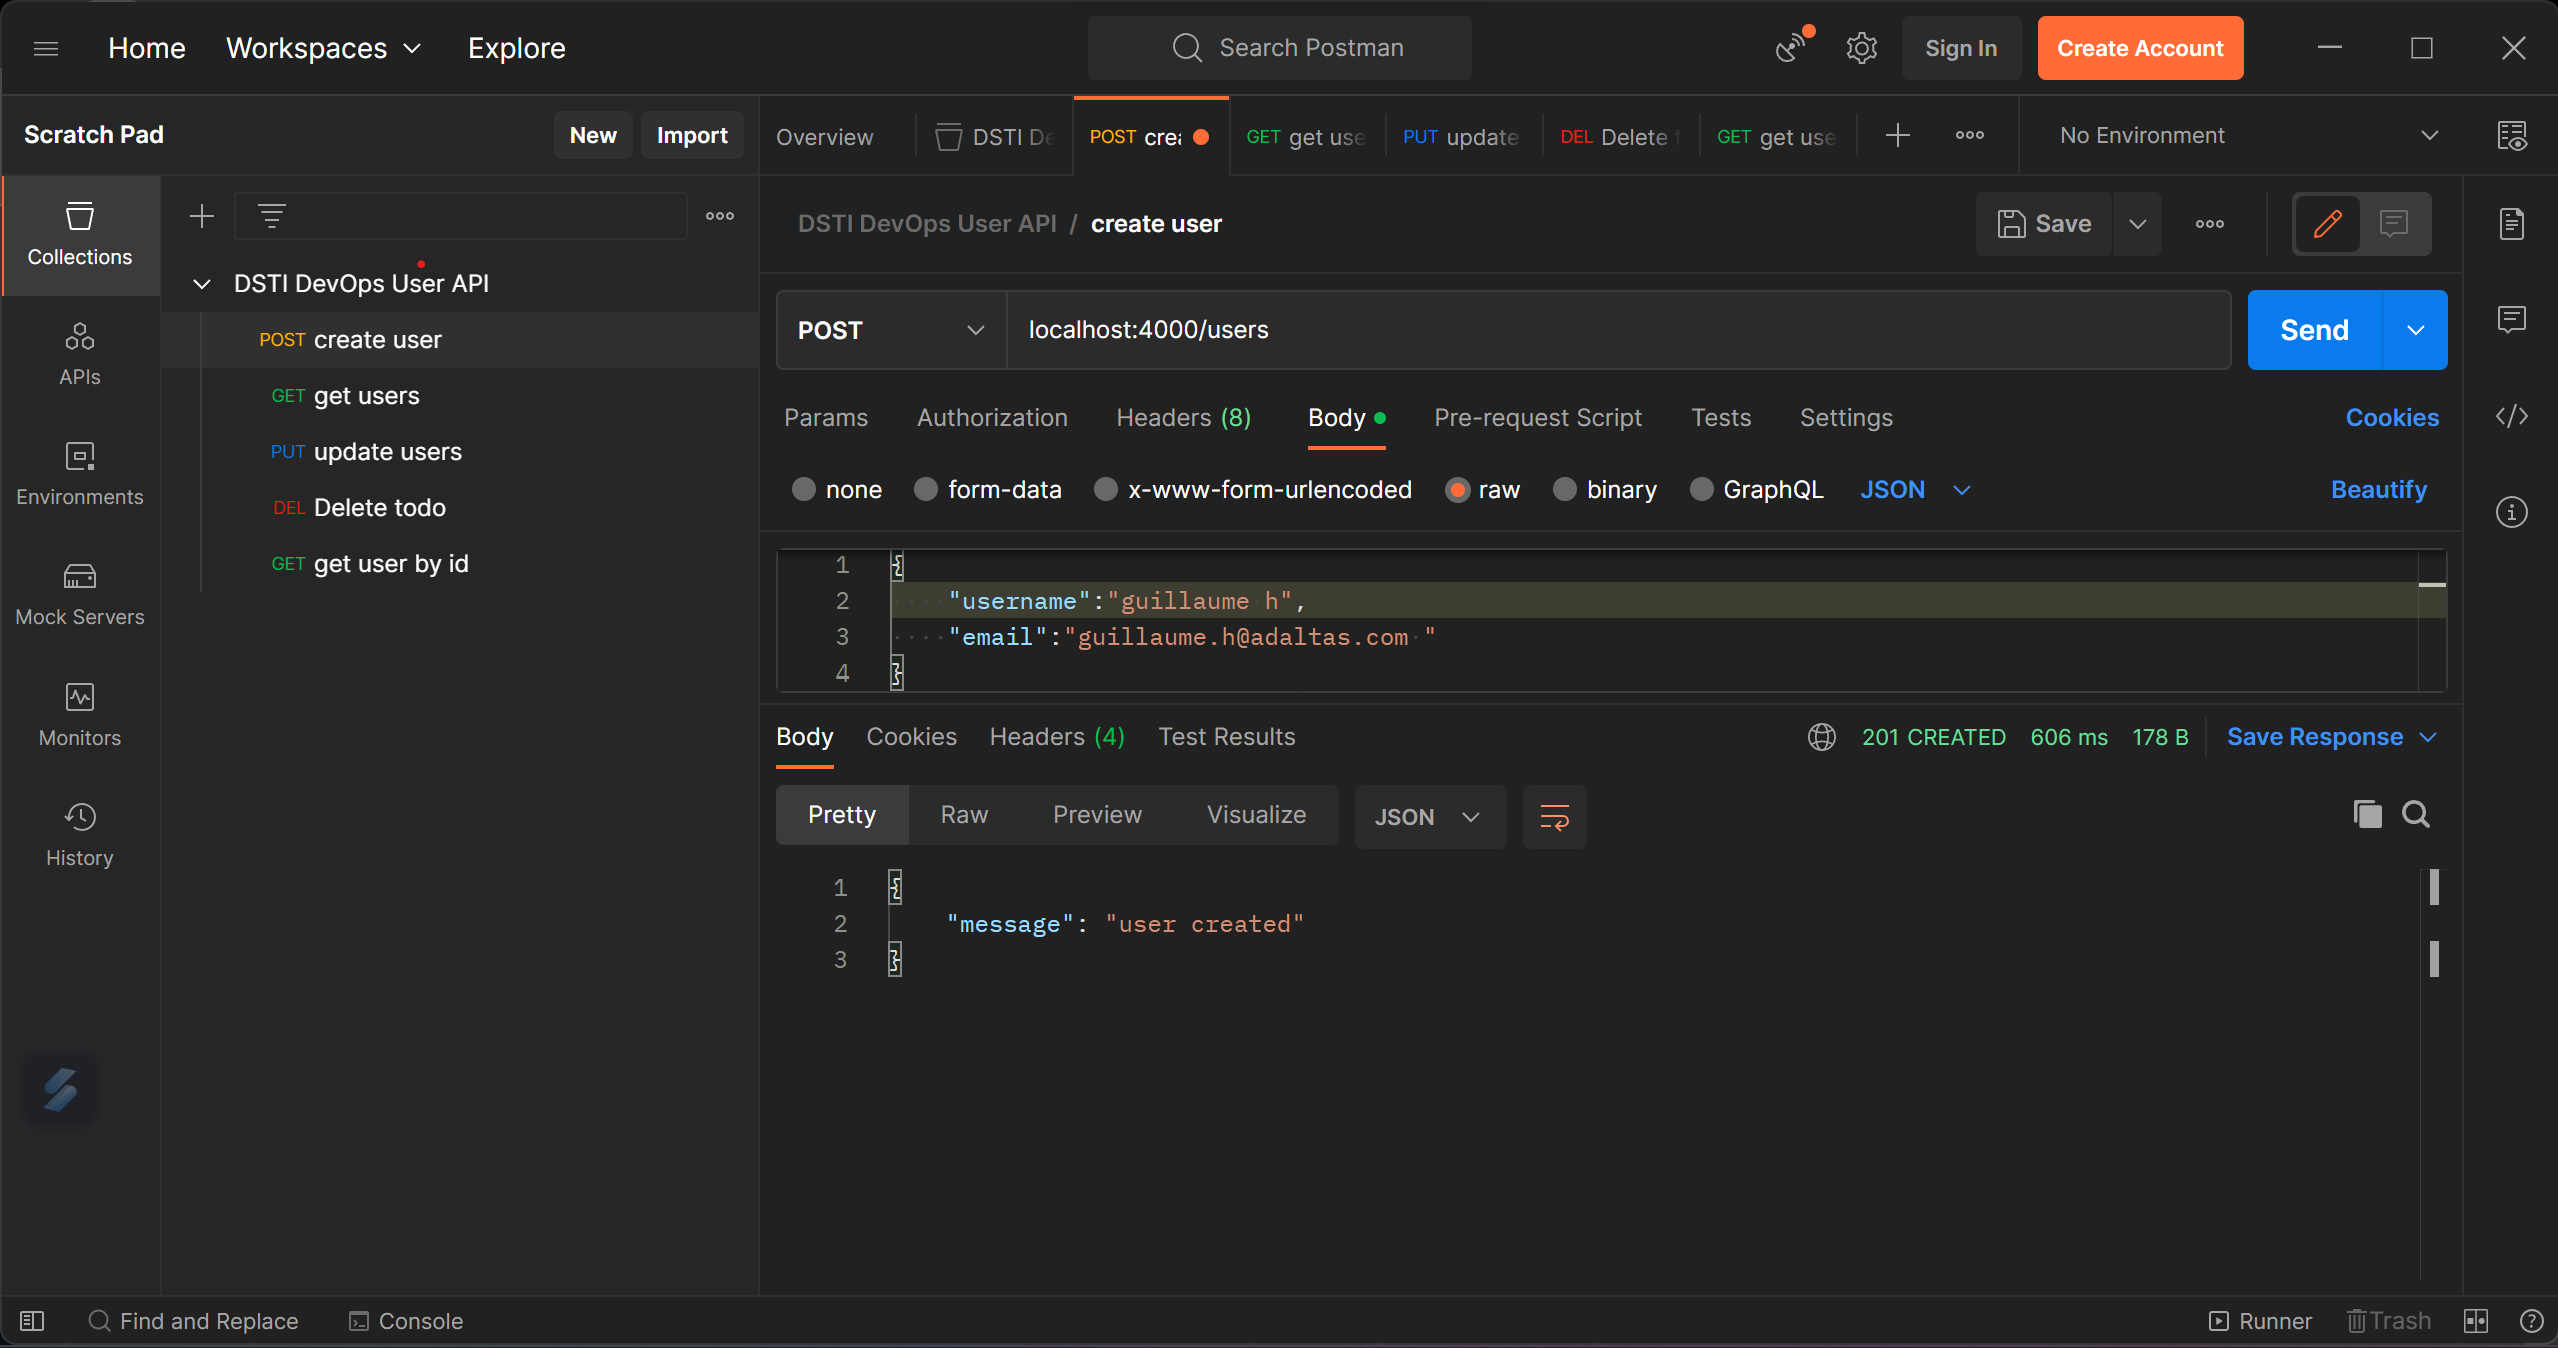 Home Workspaces Explore Search Postman Sign In Create Account
Scratch Pad New Import
Overview DSTI De POST crea GET get use PUT update DEL Delete GET get use No Environment
Collections
APIs
Environments
Mock Servers
Monitors
History
DSTI DevOps User API
POST create user
GET get users
PUT update users
DEL Delete todo
GET get user by id
DSTI DevOps User API / create user Save
POST localhost:4000/users Send
Params Authorization Headers (8) Body Pre-request Script Tests Settings Cookies
none form-data x-www-form-urlencoded raw binary GraphQL JSON Beautify
1 {
2 "username":"guillaume h",
3 "email":"guillaume.h@adaltas.com "
4 }
Body Cookies Headers (4) Test Results 201 CREATED 606 ms 178 B Save Response
Pretty Raw Preview Visualize JSON
1 {
2 "message": "user created"
3 }
Find and Replace Console Runner Trash